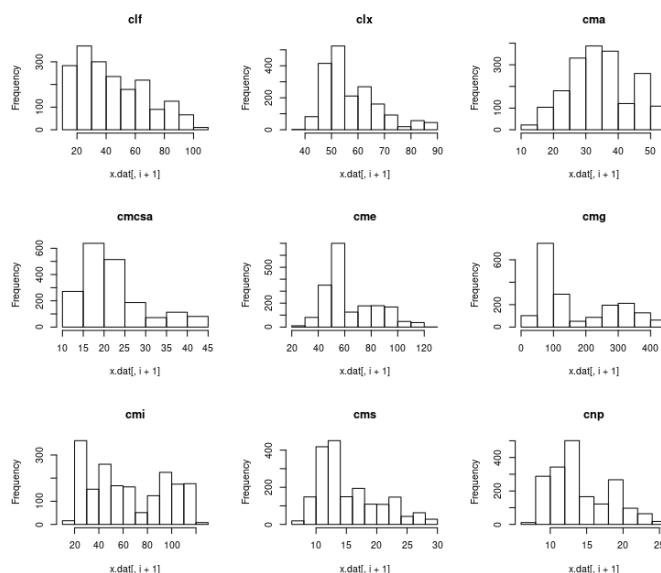 clf
clx
cma
Frequency
0 100 300
20 40 60 80 100
x.dat[, i + 1]
Frequency
0 200 400
40 50 60 70 80 90
x.dat[, i + 1]
Frequency
0 100 300
10 20 30 40 50
x.dat[, i + 1]
cmcsa
cme
cmg
Frequency
0 200 400 600
10 15 20 25 30 35 40 45
x.dat[, i + 1]
Frequency
0 200 400
20 40 60 80 100 120
x.dat[, i + 1]
Frequency
0 200 600
0 100 200 300 400
x.dat[, i + 1]
cmi
cms
cnp
Frequency
0 100 300
20 40 60 80 100
x.dat[, i + 1]
Frequency
0 200 400
10 15 20 25 30
x.dat[, i + 1]
Frequency
0 200 400
10 15 20 25
x.dat[, i + 1]